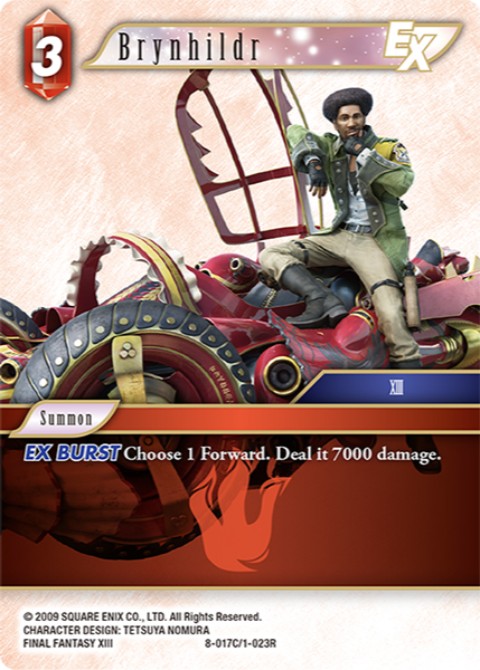 3
Brynhildr
EX
XIII
Summon
EX BURST Choose 1 Forward. Deal it 7000 damage.
© 2009 SQUARE ENIX CO., LTD. All Rights Reserved.
CHARACTER DESIGN: TETSUYA NOMURA
FINAL FANTASY XIII 8-017C/1-023R